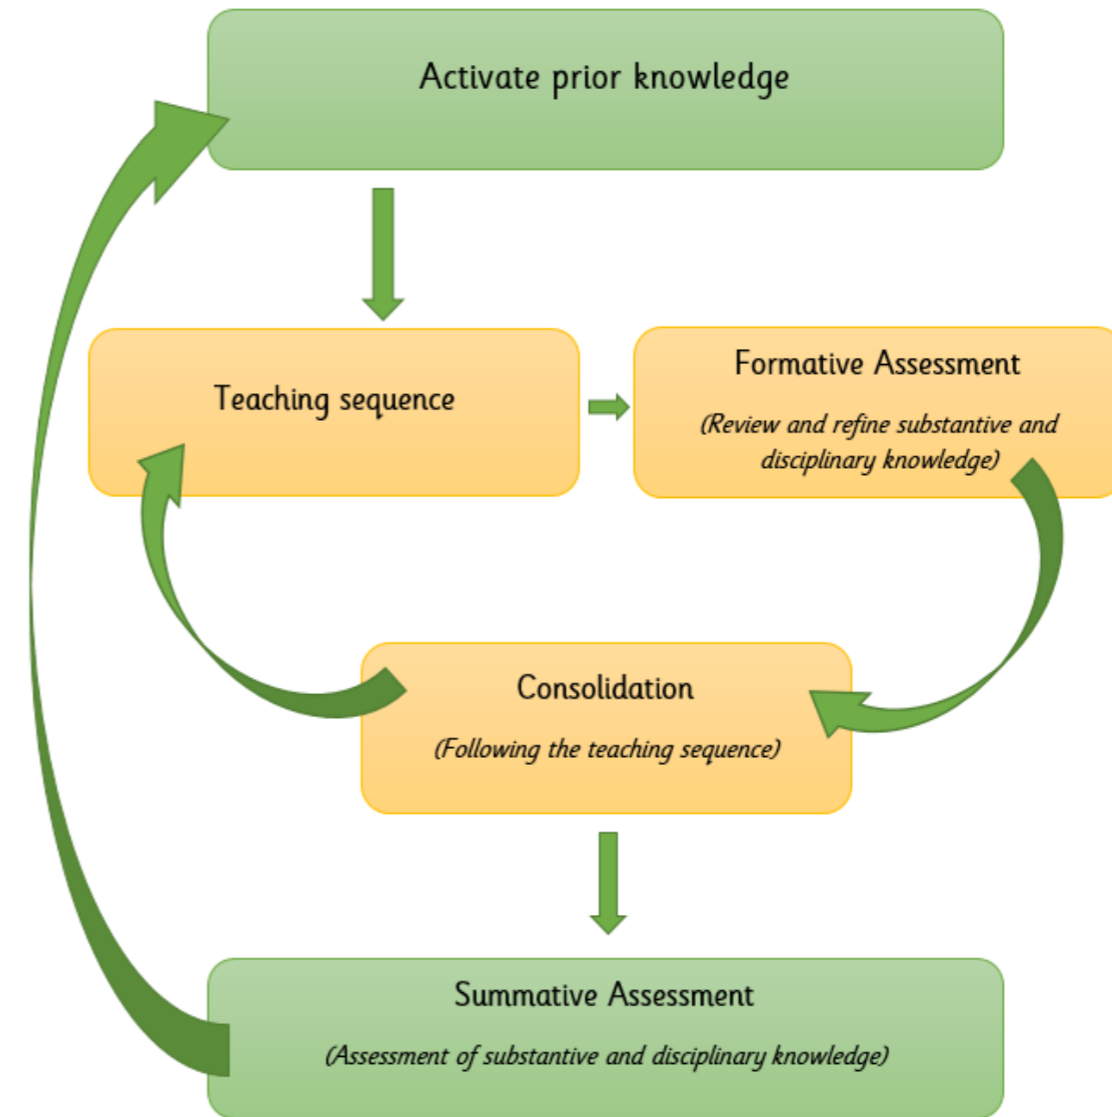 Activate prior knowledge
Teaching sequence
Formative Assessment
(Review and refine substantive and
disciplinary knowledge)
Consolidation
(Following the teaching sequence)
Summative Assessment
(Assessment of substantive and disciplinary knowledge)